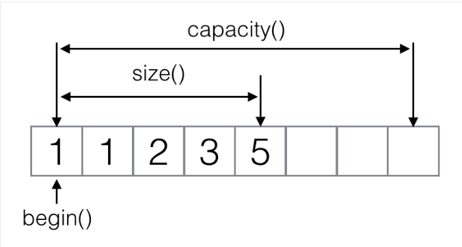 capacity()
size()
1 1 2 3 5
begin()